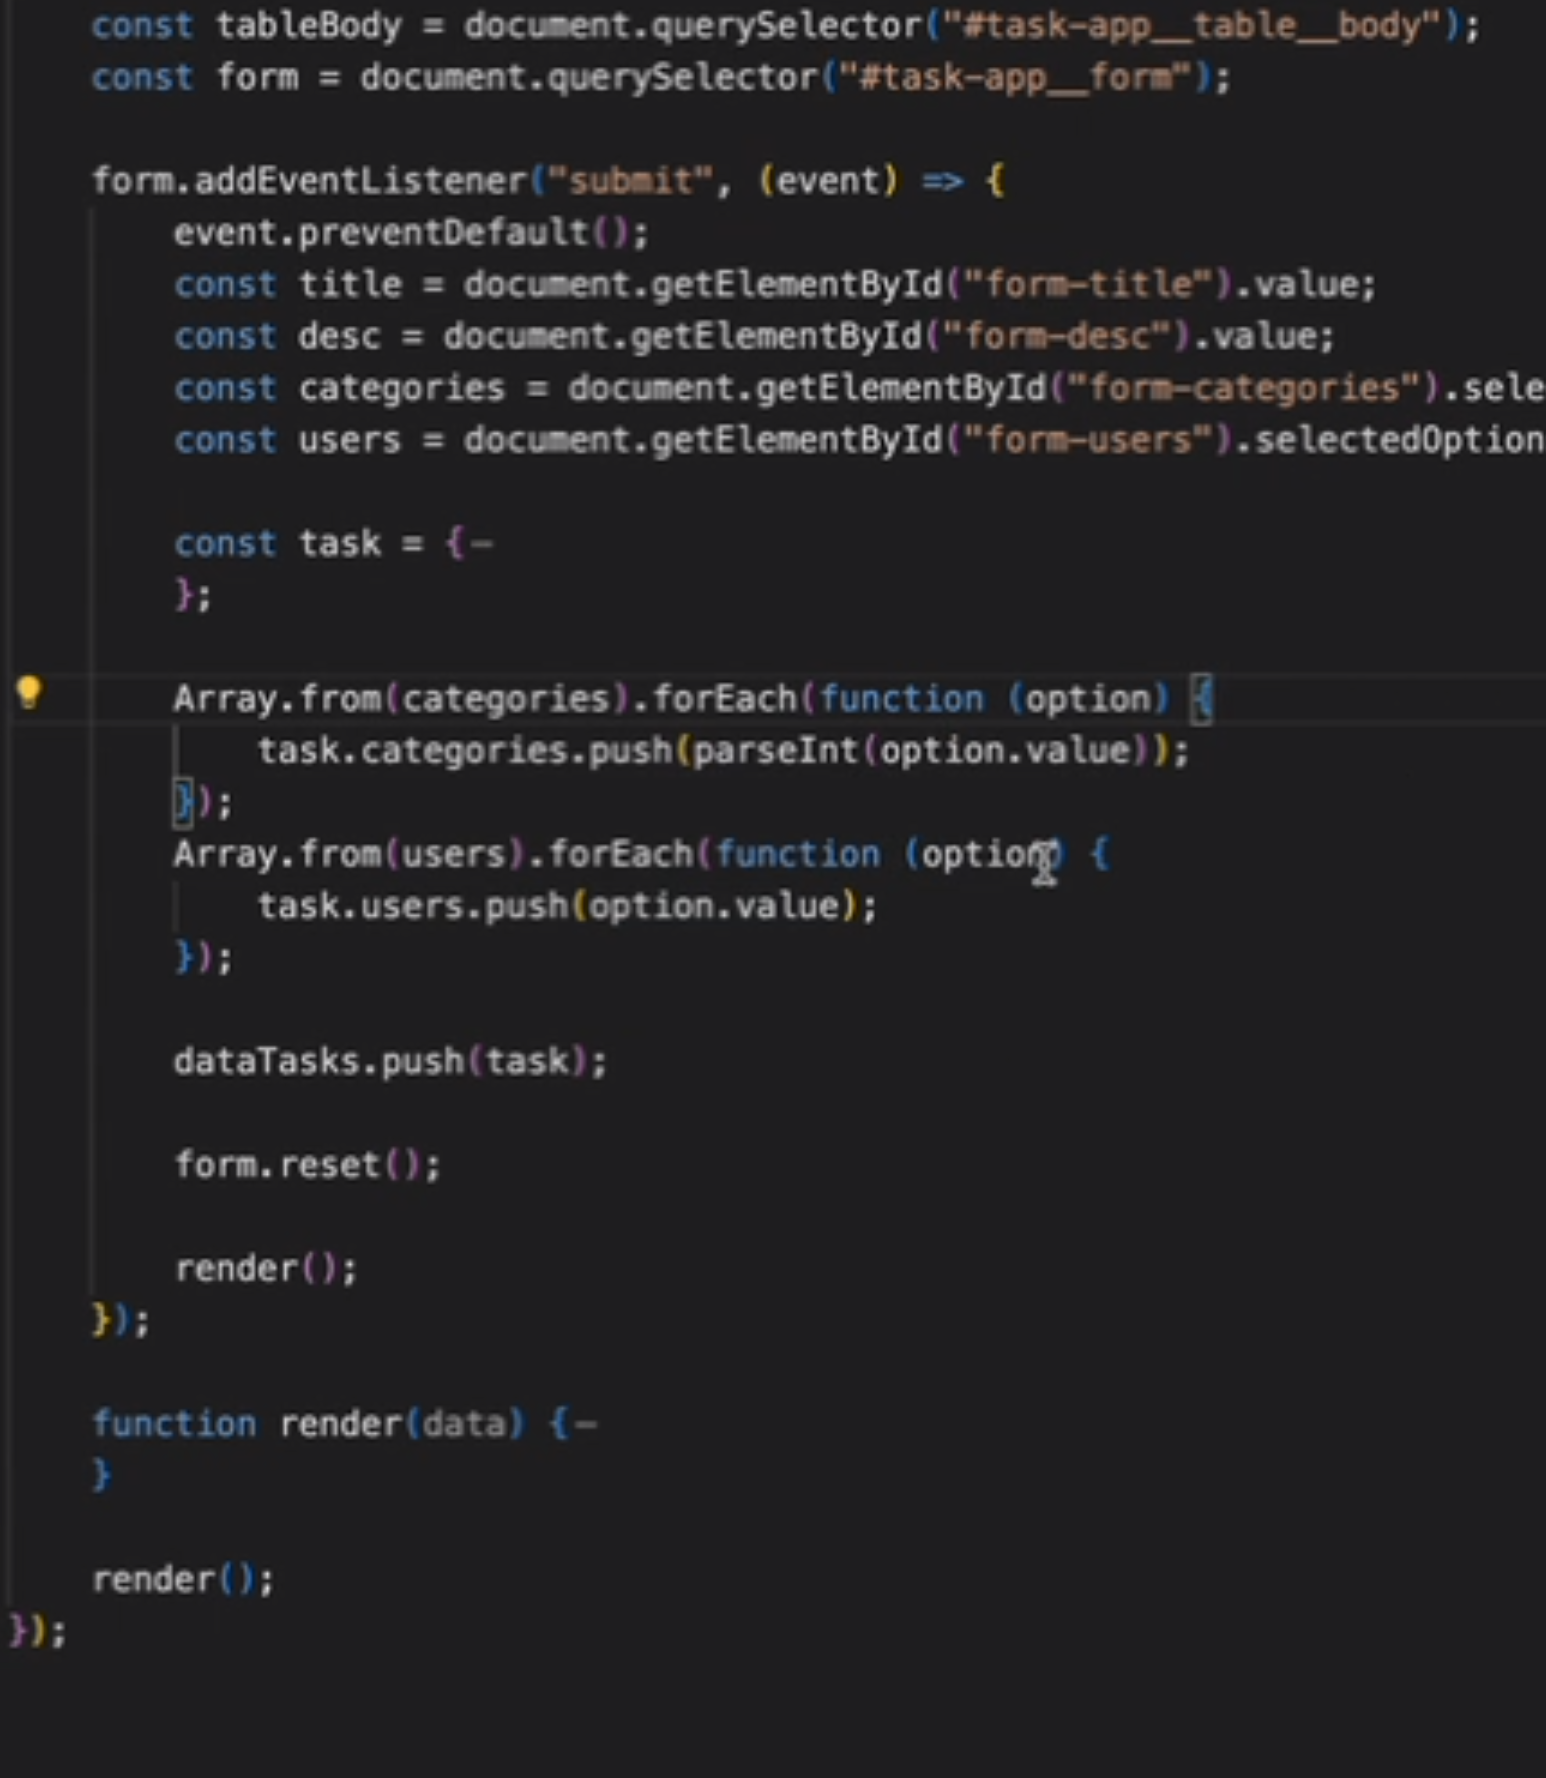 const tableBody = document.querySelector("#task-app__table__body");
const form = document.querySelector("#task-app__form");
form.addEventListener("submit", (event) => {
event.preventDefault();
const title = document.getElementById("form-title").value;
const desc = document.getElementById("form-desc").value;
const categories = document.getElementById("form-categories").sele
const users = document.getElementById("form-users").selectedOption
const task = {–
};
Array.from(categories).forEach(function (option) {
task.categories.push(parseInt(option.value));
});
Array.from(users).forEach(function (option) {
task.users.push(option.value);
});
dataTasks.push(task);
form.reset();
render();
});
function render(data) {–
}
render();
});